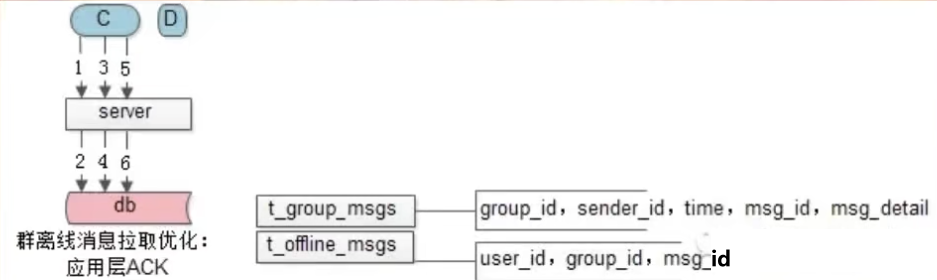 C D
1 3 5
server
2 4 6
db
t_group_msgs group_id，sender_id，time，msg_id，msg_detail
t_offline_msgs user_id，group_id，msg_id
群离线消息拉取优化：
应用层ACK